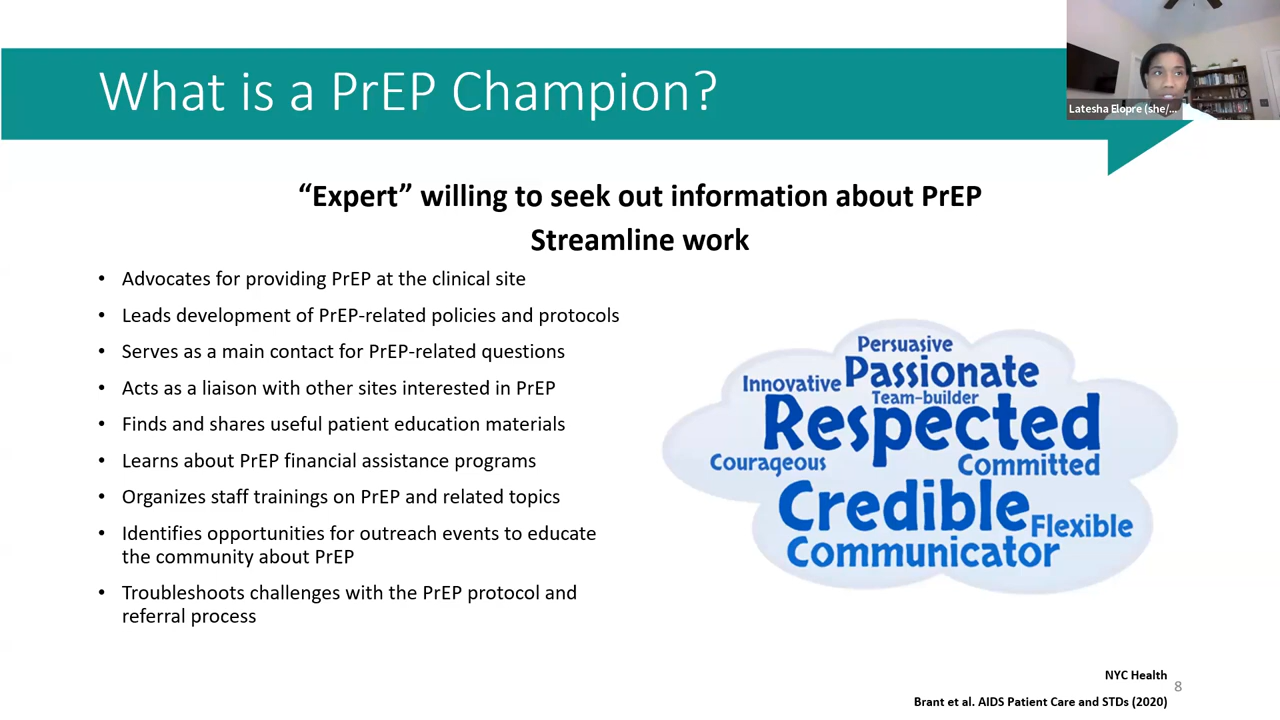 What is a PrEP Champion?
Latesha Elopre (she/...
“Expert” willing to seek out information about PrEP
Streamline work
• Advocates for providing PrEP at the clinical site
• Leads development of PrEP-related policies and protocols
• Serves as a main contact for PrEP-related questions
• Acts as a liaison with other sites interested in PrEP
• Finds and shares useful patient education materials
• Learns about PrEP financial assistance programs
• Organizes staff trainings on PrEP and related topics
• Identifies opportunities for outreach events to educate
the community about PrEP
• Troubleshoots challenges with the PrEP protocol and
referral process
Persuasive
Innovative Passionate
Team-builder
Respected
Courageous Committed
Credible Flexible
Communicator
NYC Health
8
Brant et al. AIDS Patient Care and STDs (2020)